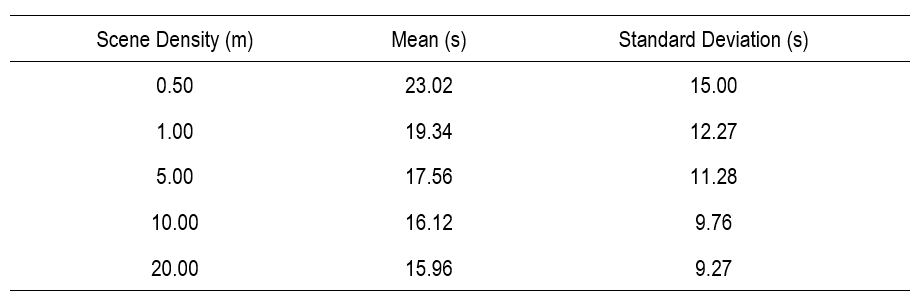 Scene Density (m) Mean (s) Standard Deviation (s)
0.50 23.02 15.00
1.00 19.34 12.27
5.00 17.56 11.28
10.00 16.12 9.76
20.00 15.96 9.27